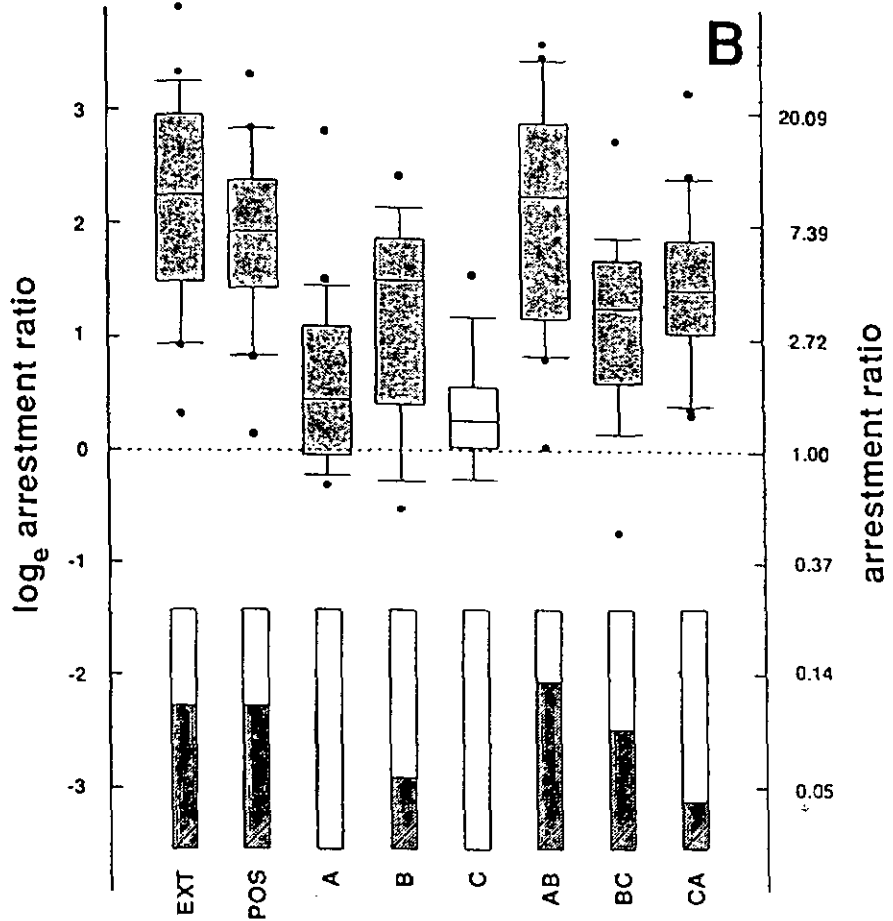 B
3
2
1
0
-1
-2
-3
log_e arrestment ratio
20.09
7.39
2.72
1.00
0.37
0.14
0.05
arrestment ratio
EXT
POS
A
B
C
AB
BC
CA